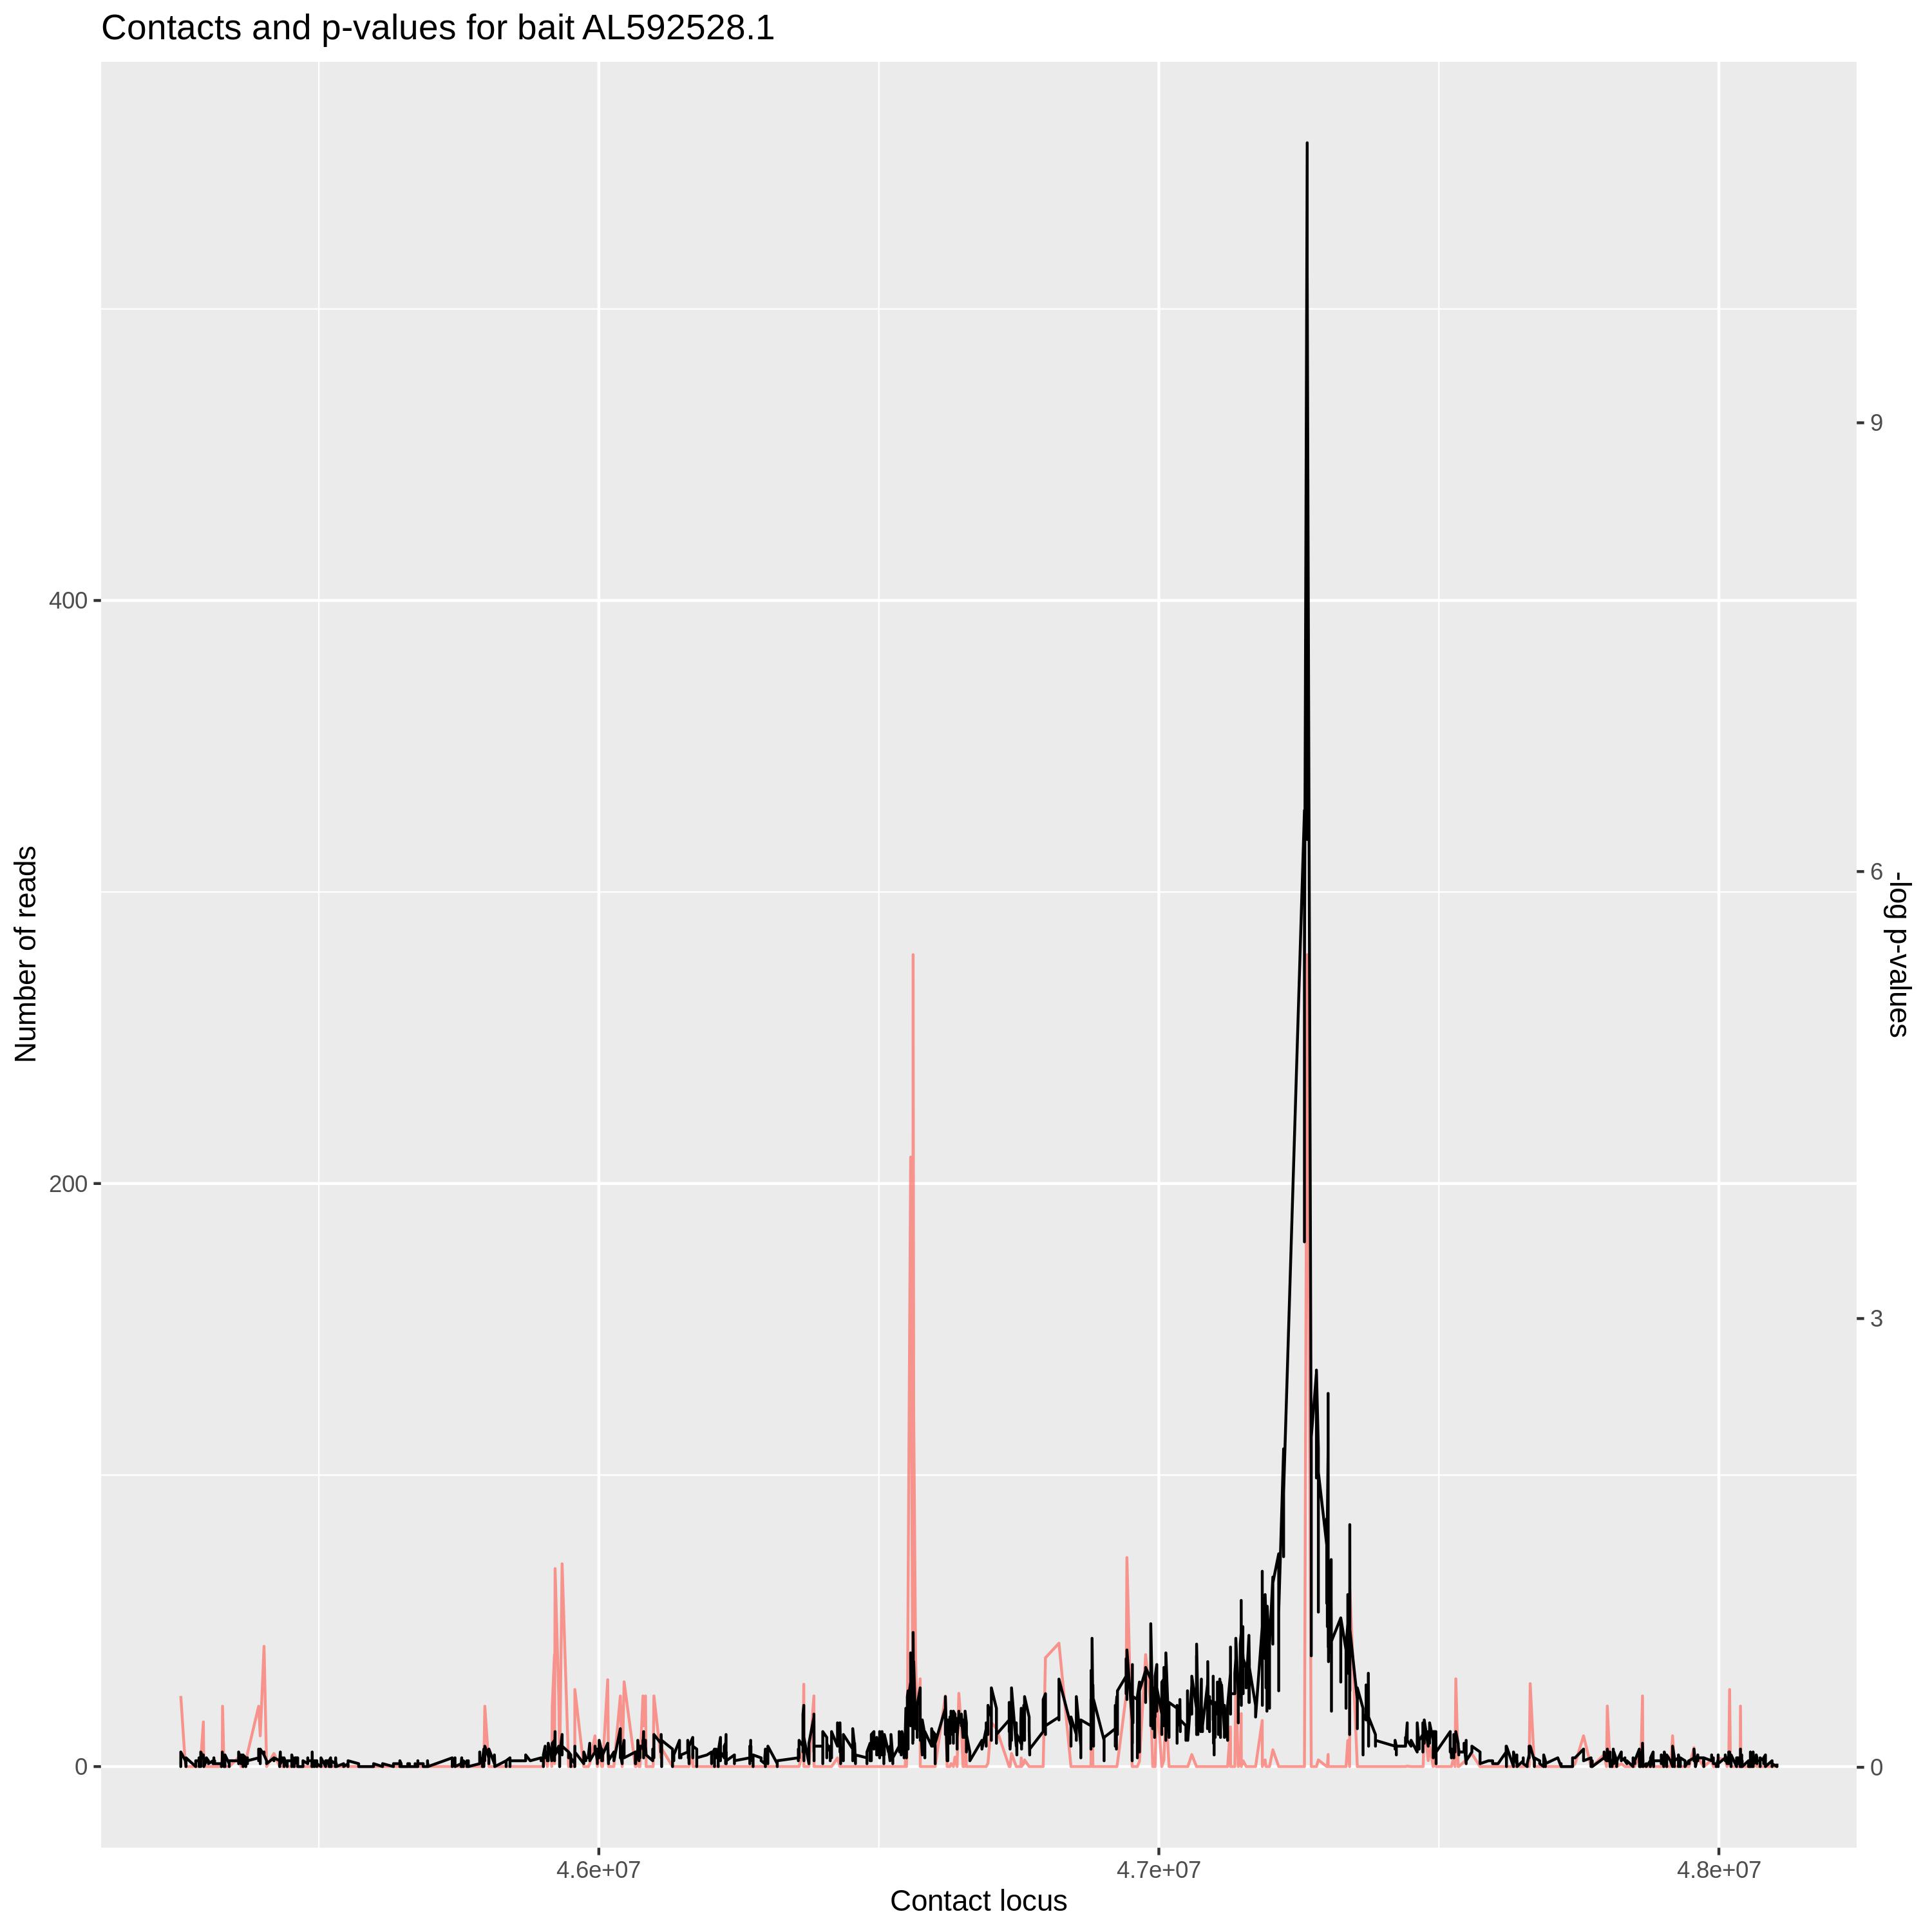 Contacts and p-values for bait AL592528.1
Number of reads
400
200
0
9
6
3
0
-log p-values
4.6e+07
4.7e+07
4.8e+07
Contact locus